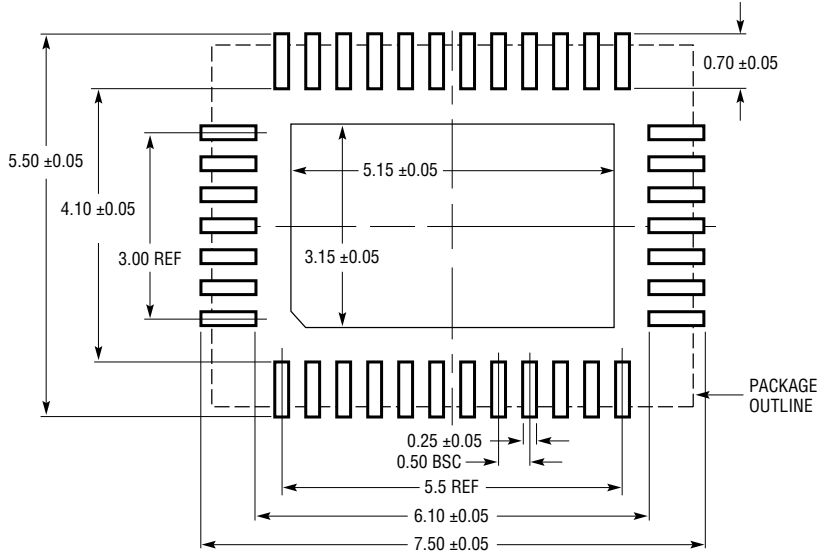 0.70 ±0.05
5.50 ±0.05
5.15 ±0.05
4.10 ±0.05
3.00 REF
3.15 ±0.05
PACKAGE
OUTLINE
0.25 ±0.05
0.50 BSC
5.5 REF
6.10 ±0.05
7.50 ±0.05